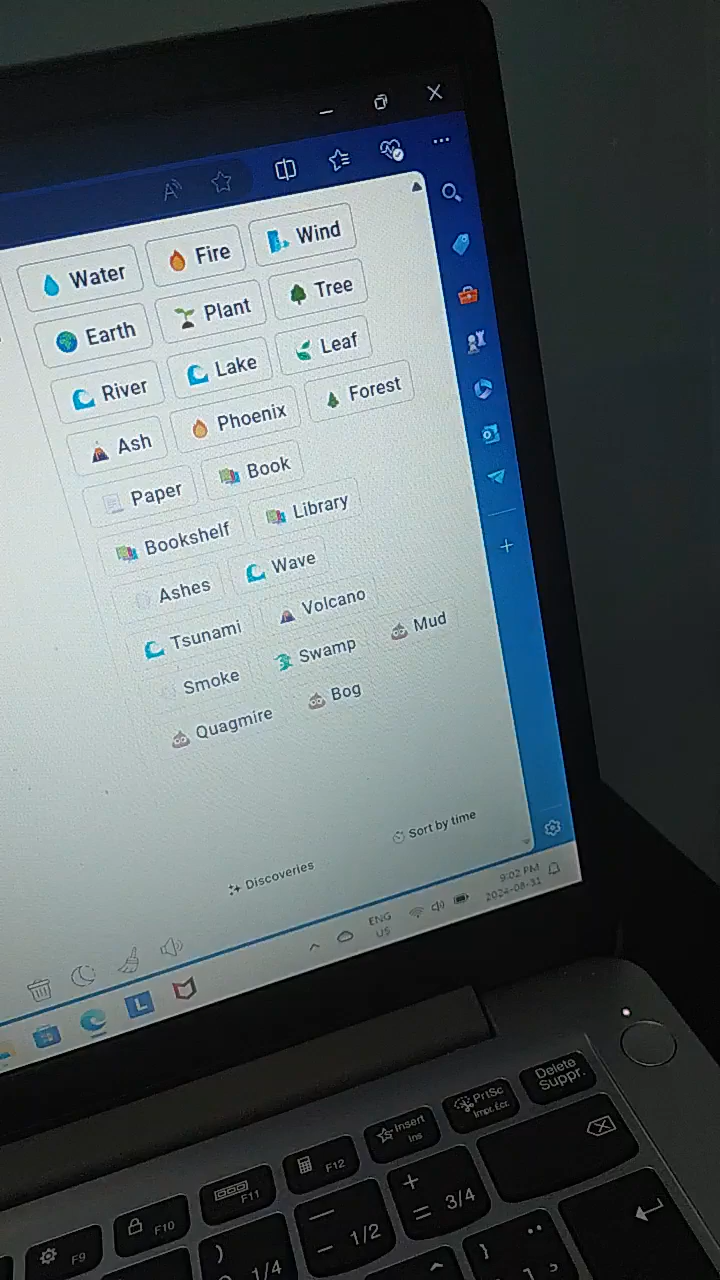 Water Fire Wind
Earth Plant Tree
River Lake Leaf
Ash Phoenix Forest
Paper Book
Bookshelf Library
Ashes Wave
Tsunami Volcano
Smoke Swamp Mud
Quagmire Bog
Discoveries Sort by time
ENG
US
9:02 PM
2024-08-31
L
Delete
Suppr.
PrtSc
Impr. Écr.
Insert
Ins
F12
F11
F10
F9
+
= 3/4
— 
- 1/2
)
1/4
}